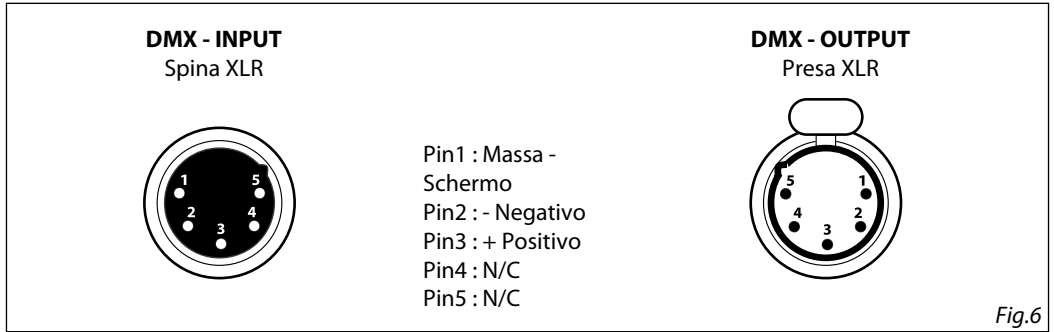 DMX - INPUT
Spina XLR
1
5
2
4
3
Pin1 : Massa -
Schermo
Pin2 : - Negativo
Pin3 : + Positivo
Pin4 : N/C
Pin5 : N/C
DMX - OUTPUT
Presa XLR
5
1
4
2
3
Fig.6